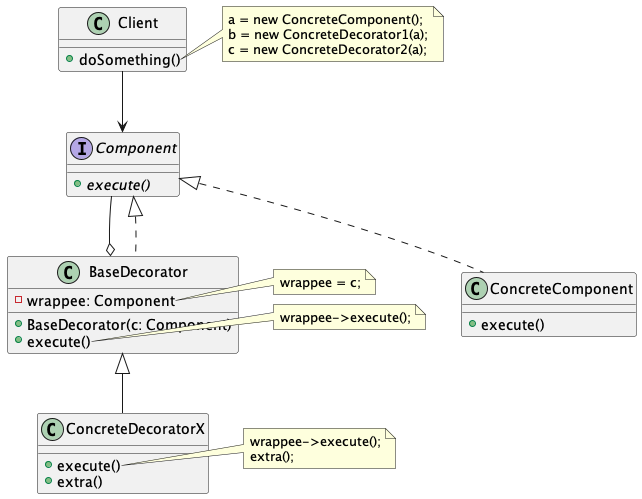 C Client
doSomething()
a = new ConcreteComponent();
b = new ConcreteDecorator1(a);
c = new ConcreteDecorator2(a);
I Component
execute()
C BaseDecorator
wrappee: Component
BaseDecorator(c: Component)
execute()
wrappee = c;
wrappee->execute();
C ConcreteComponent
execute()
C ConcreteDecoratorX
execute()
extra()
wrappee->execute();
extra();